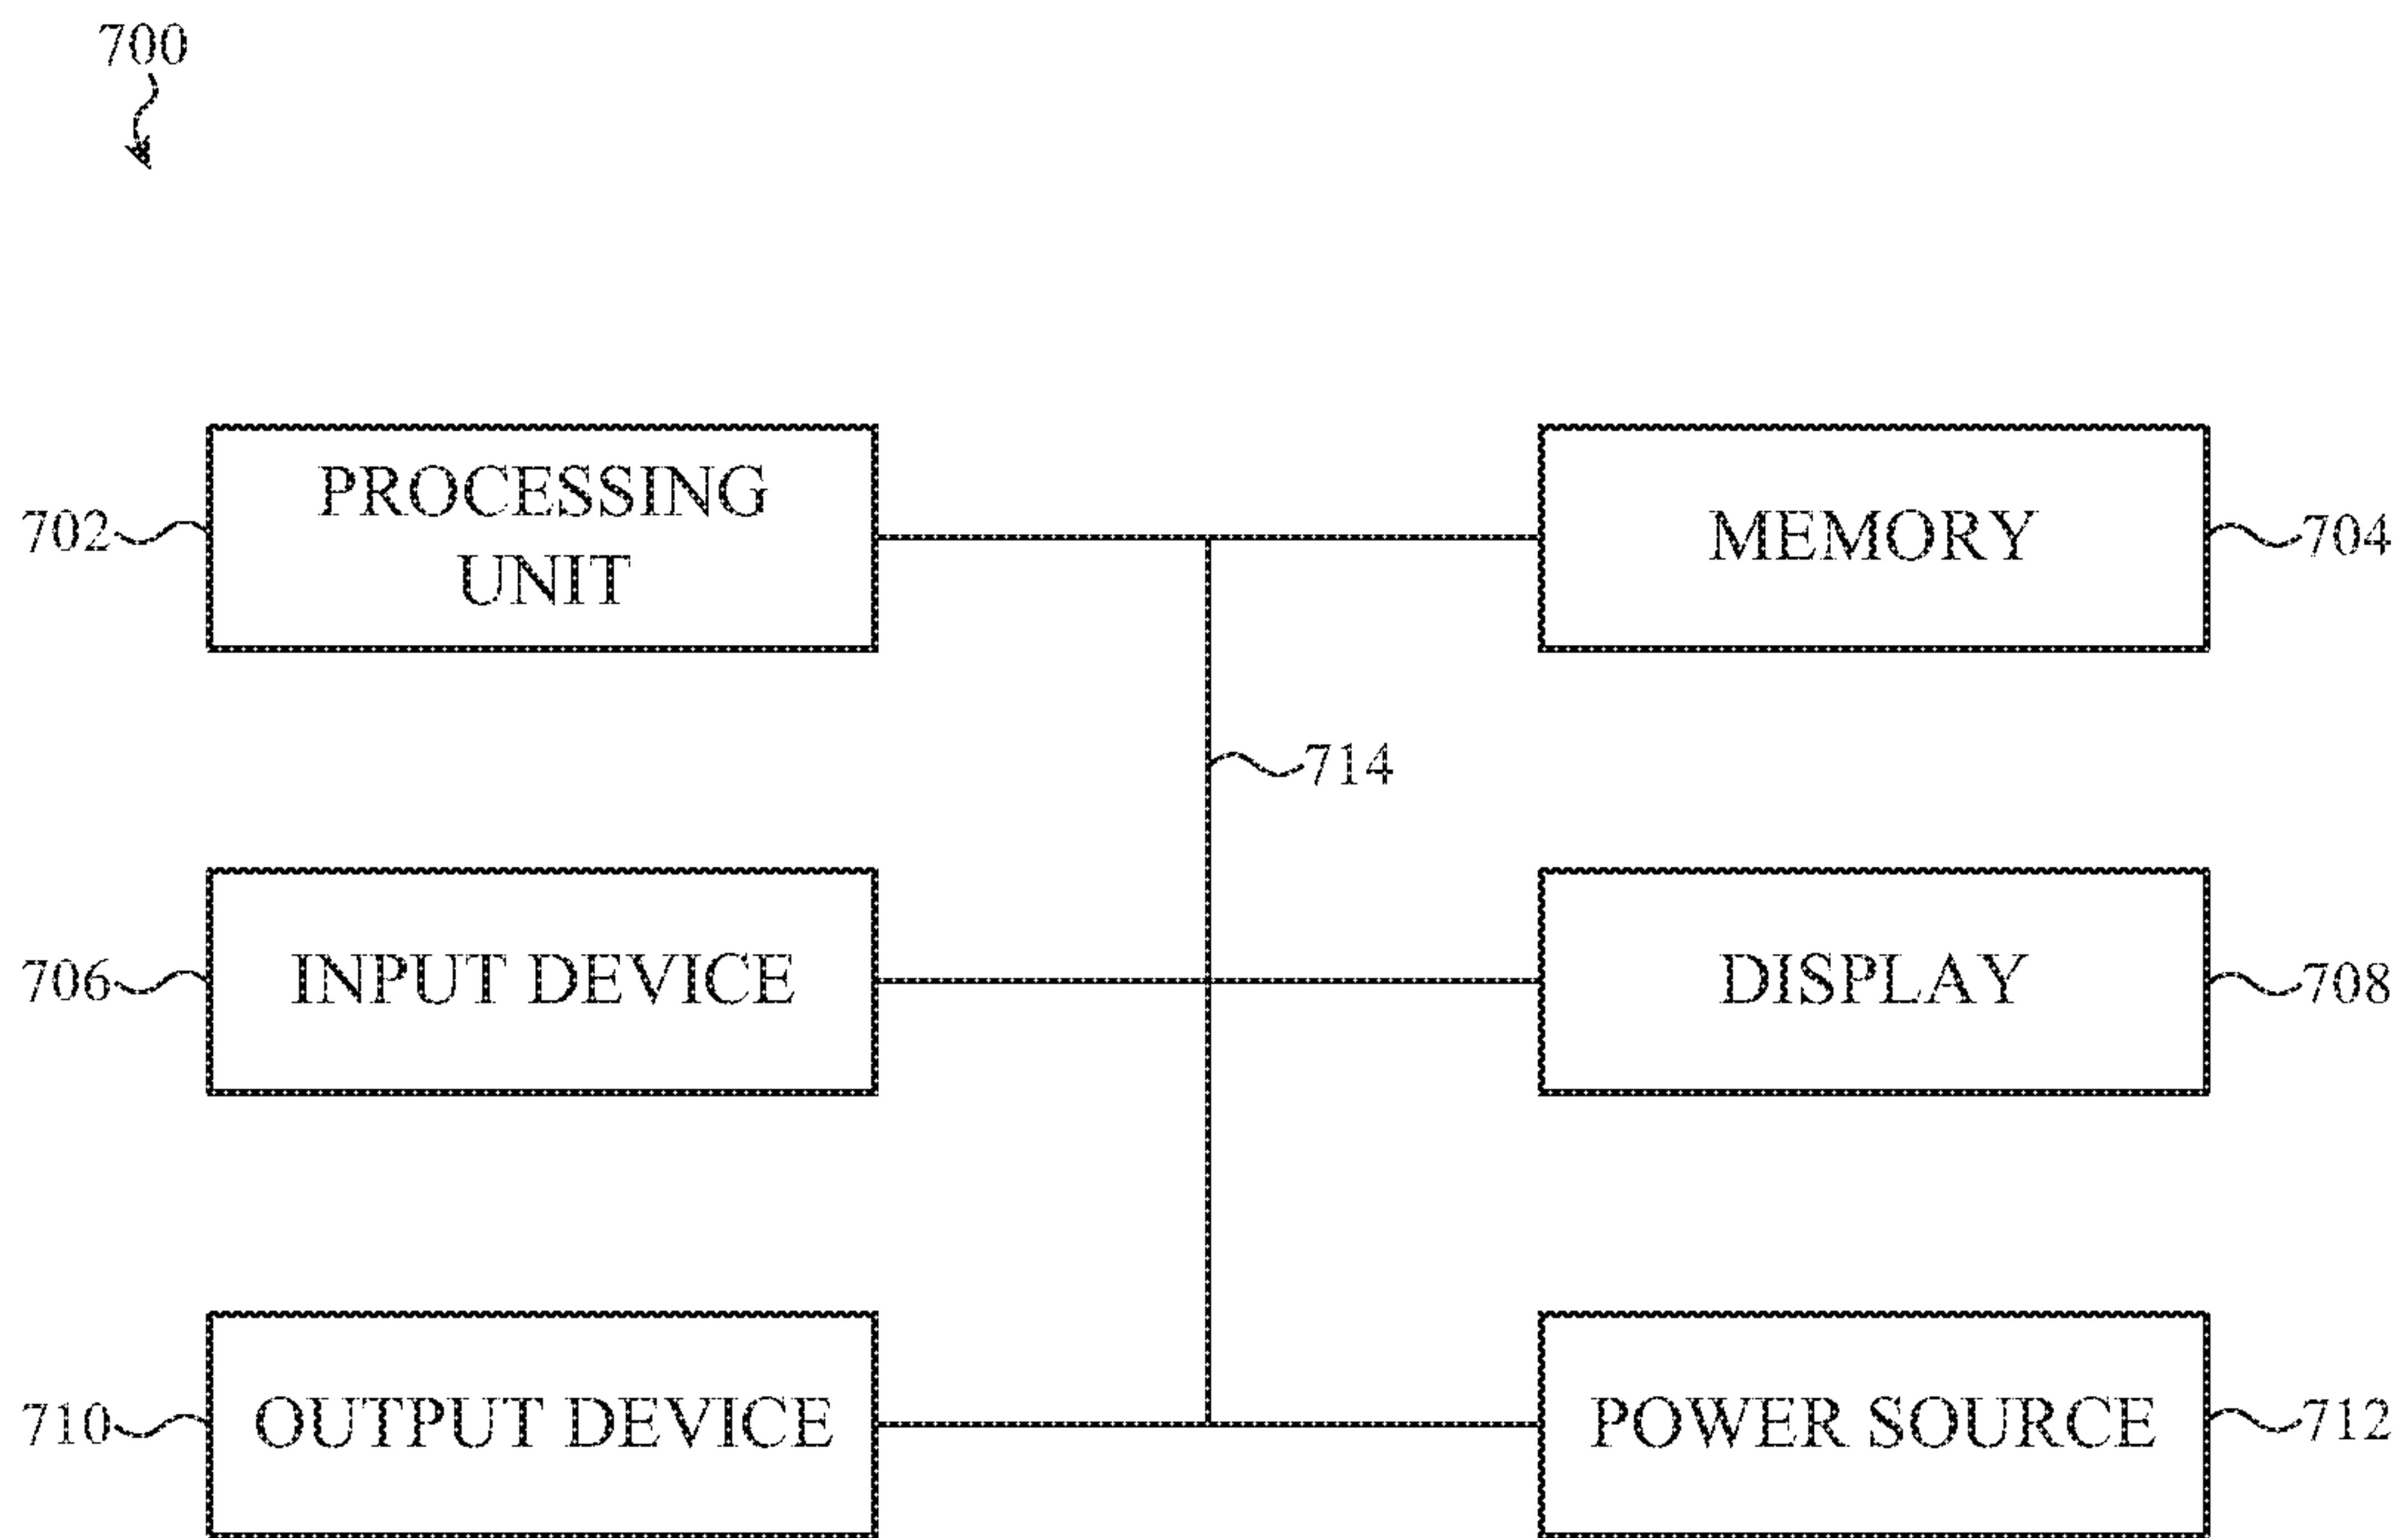 700
PROCESSING
UNIT
702
MEMORY
704
714
INPUT DEVICE
706
DISPLAY
708
OUTPUT DEVICE
710
POWER SOURCE
712